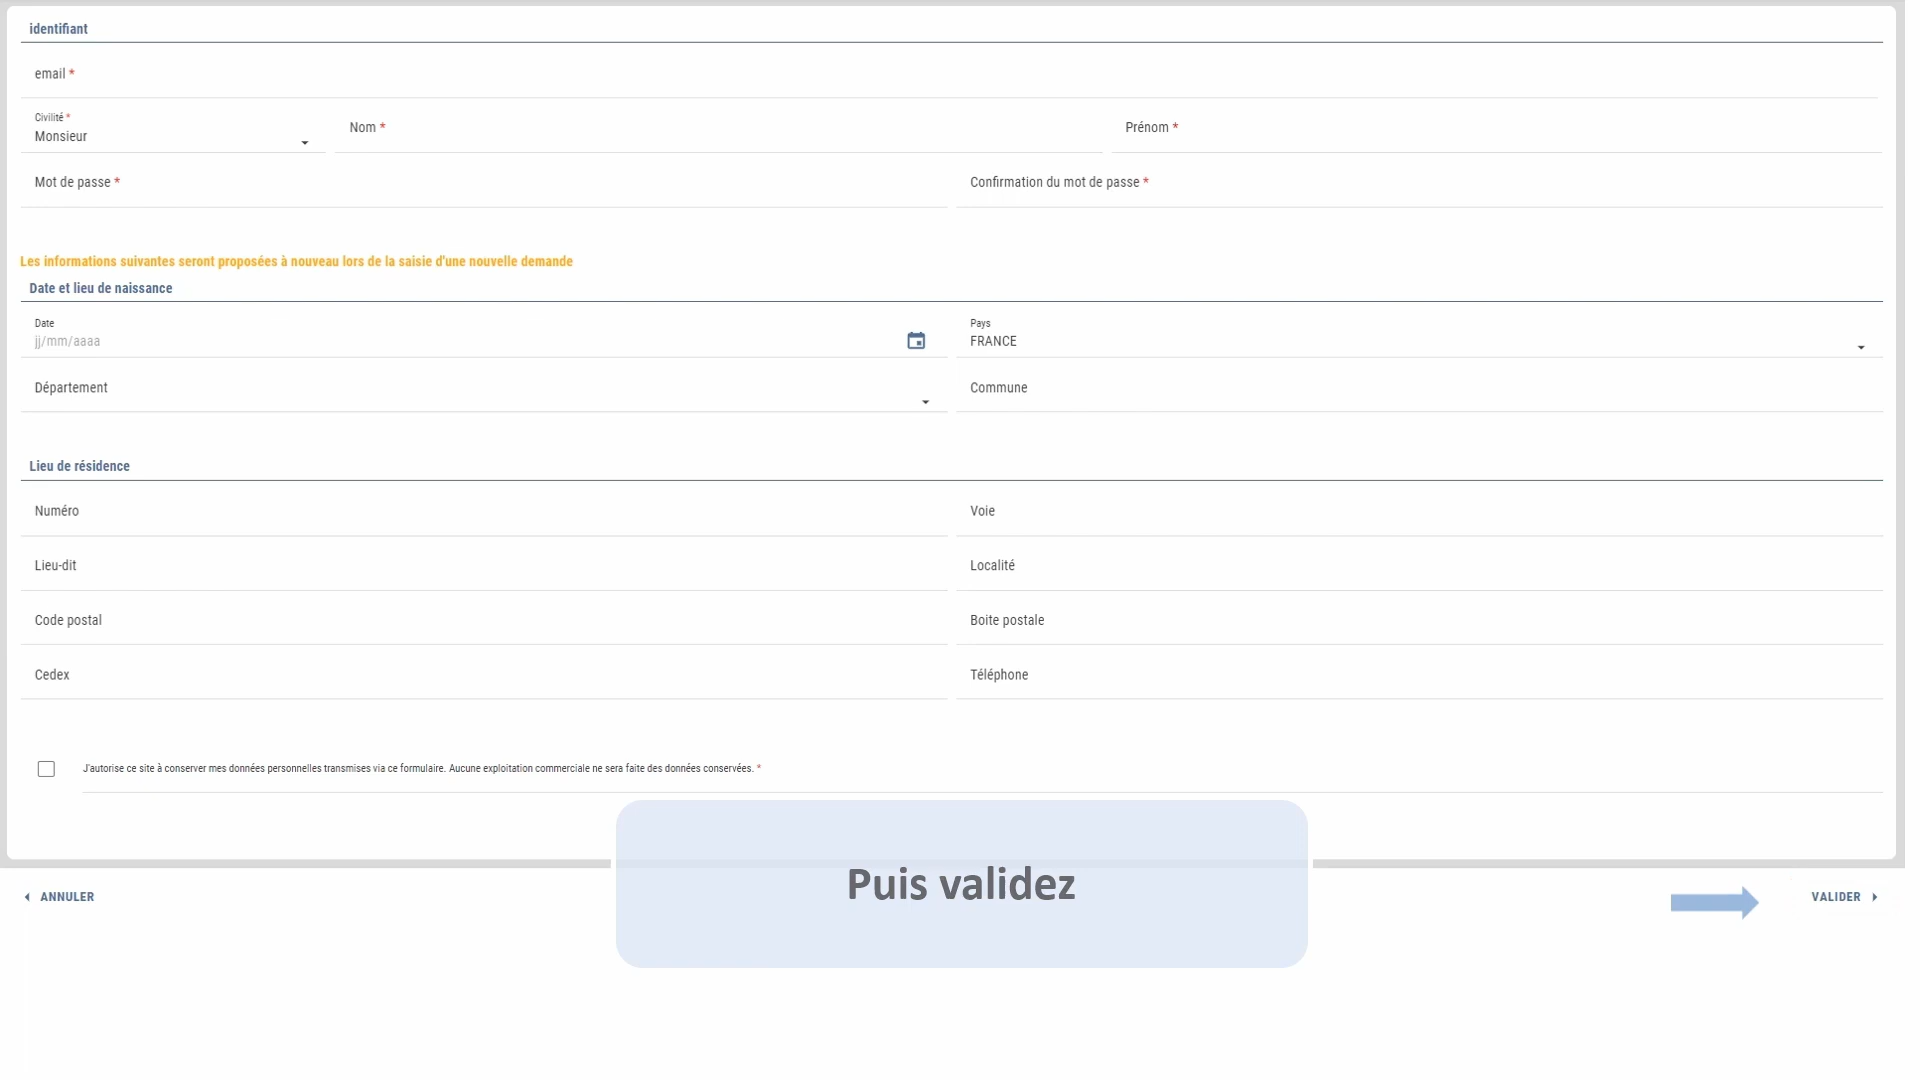 identifiant
email *
Civilité *
Monsieur
Nom *
Prénom *
Mot de passe *
Confirmation du mot de passe *
Les informations suivantes seront proposées à nouveau lors de la saisie d'une nouvelle demande
Date et lieu de naissance
Date
jj/mm/aaaa
Pays
FRANCE
Département
Commune
Lieu de résidence
Numéro
Voie
Lieu-dit
Localité
Code postal
Boite postale
Cedex
Téléphone
J'autorise ce site à conserver mes données personnelles transmises via ce formulaire. Aucune exploitation commerciale ne sera faite des données conservées. *
Puis validez
ANNULER
VALIDER